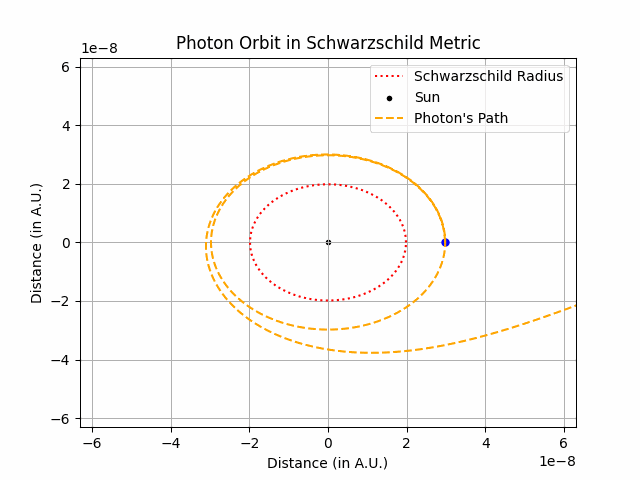 Photon Orbit in Schwarzschild Metric
1e−8
Schwarzschild Radius
Sun
Photon's Path
Distance (in A.U.)
6
4
2
0
−2
−4
−6
−6 −4 −2 0 2 4 6
Distance (in A.U.)
1e−8